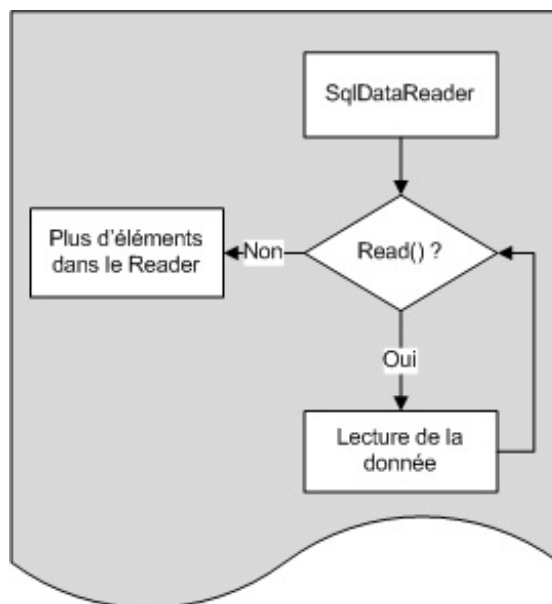 SqlDataReader
Plus d'éléments
dans le Reader
Non
Read() ?
Oui
Lecture de la
donnée